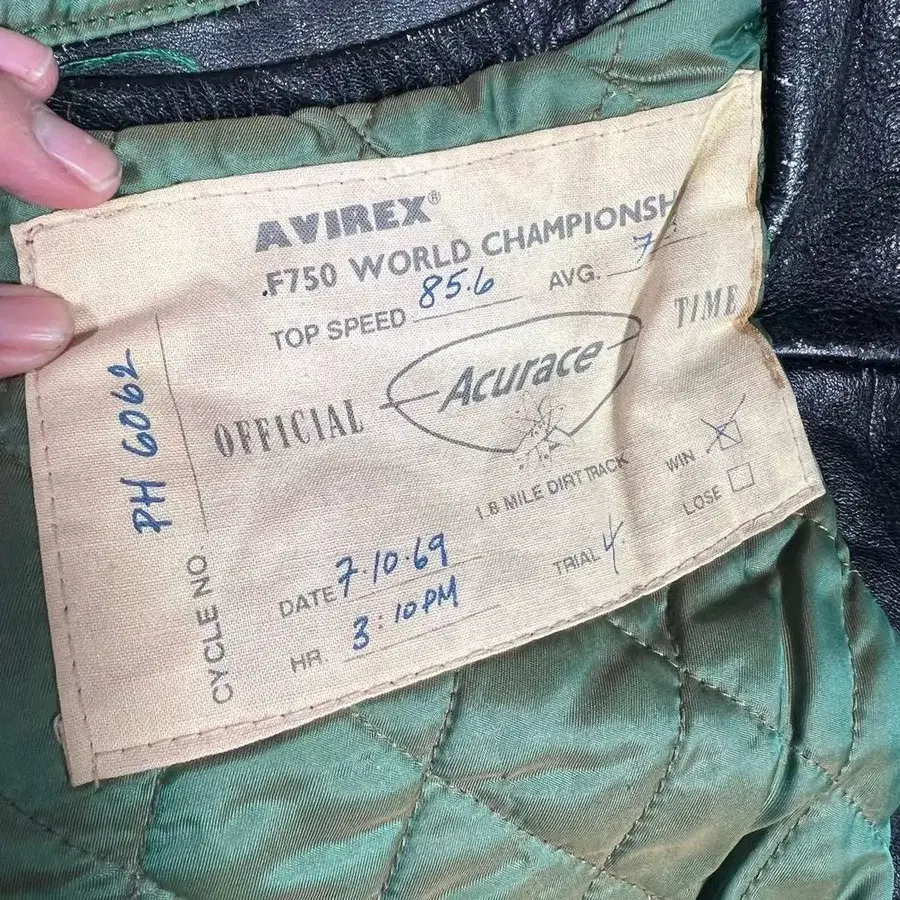 AVIREX®
.F750 WORLD CHAMPIONSH
TOP SPEED 85.6 AVG. 7
OFFICIAL Acurace TIME
1.8 MILE DIRT TRACK
WIN
LOSE
DATE 7.10.69
TRIAL 4.
HR. 3:10PM
CYCLE NO PH 6062